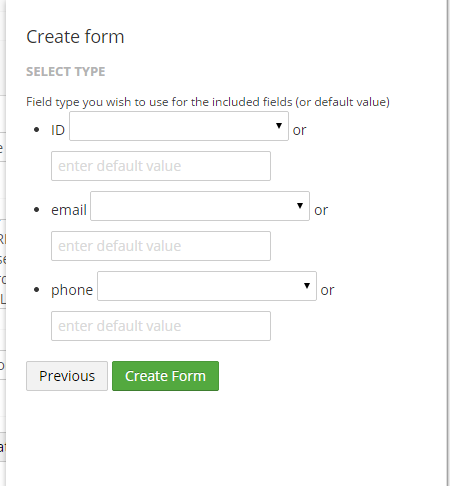 Create form
SELECT TYPE
Field type you wish to use for the included fields (or default value)
ID or
enter default value
email or
enter default value
phone or
enter default value
Previous Create Form